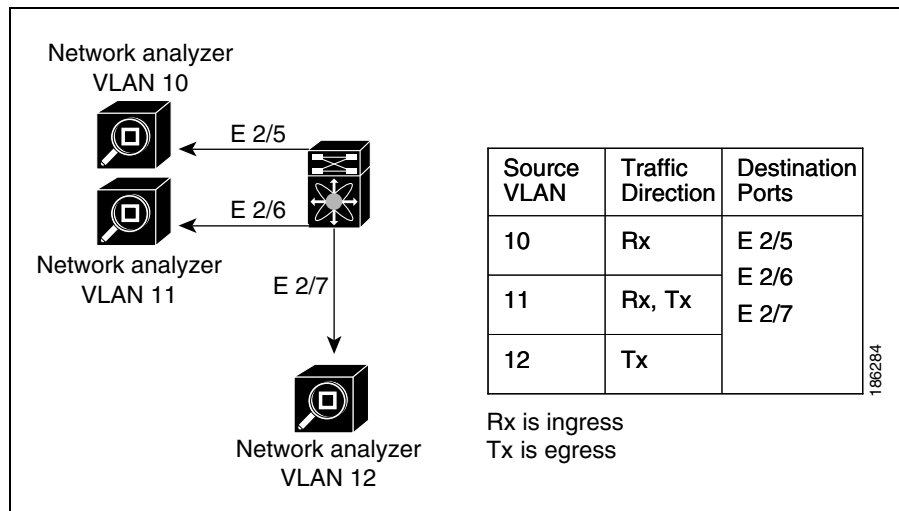 Network analyzer
VLAN 10
E 2/5
E 2/6
Network analyzer
VLAN 11
E 2/7
Network analyzer
VLAN 12
Source VLAN
Traffic Direction
Destination Ports
10
Rx
E 2/5
E 2/6
E 2/7
11
Rx, Tx
12
Tx
186284
Rx is ingress
Tx is egress